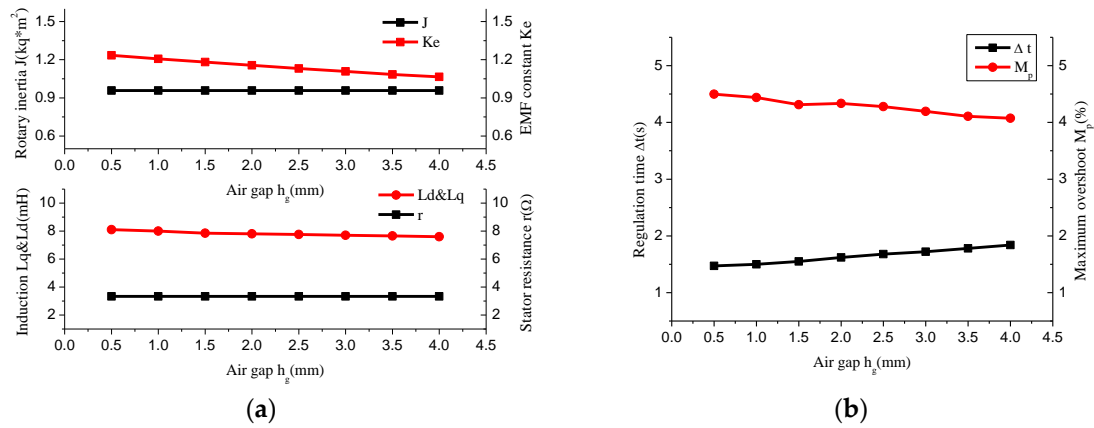 J
Ke
Rotary inertia J(kq*m²)
1.5 1.2 0.9 0.6
EMF constant Ke
1.5 1.2 0.9 0.6
0.0 0.5 1.0 1.5 2.0 2.5 3.0 3.5 4.0 4.5
Air gap h_g(mm)
Ld&Lq
r
Induction Lq&Ld(mH)
10 8 6 4 2
Stator resistance r(Ω)
10 8 6 4 2
0.0 0.5 1.0 1.5 2.0 2.5 3.0 3.5 4.0 4.5
Air gap h_g(mm)
(a)
Δ t
M_p
Regulation time Δt(s)
5 4 3 2 1
Maximum overshoot M_p(%)
5 4 3 2 1
0.0 0.5 1.0 1.5 2.0 2.5 3.0 3.5 4.0 4.5
Air gap h_g(mm)
(b)